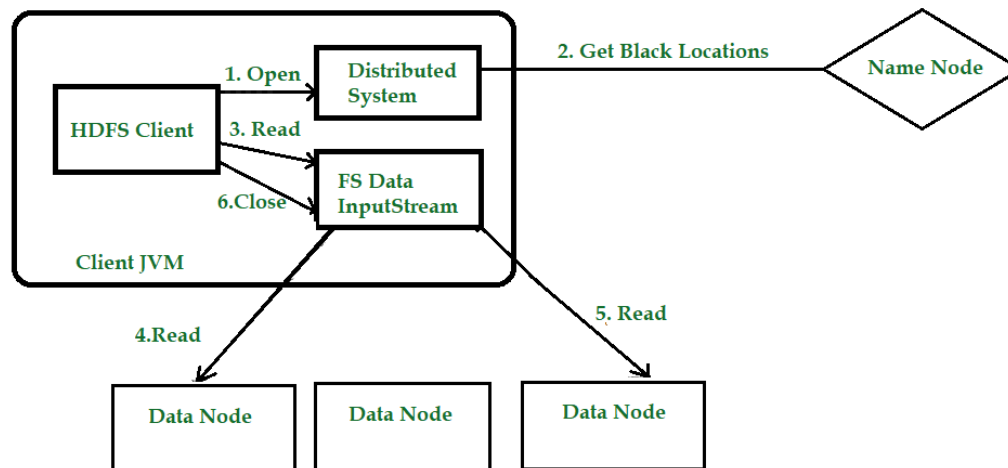 2. Get Black Locations
1. Open
Distributed
System
Name Node
HDFS Client
3. Read
FS Data
InputStream
6.Close
Client JVM
4.Read
5. Read
Data Node
Data Node
Data Node